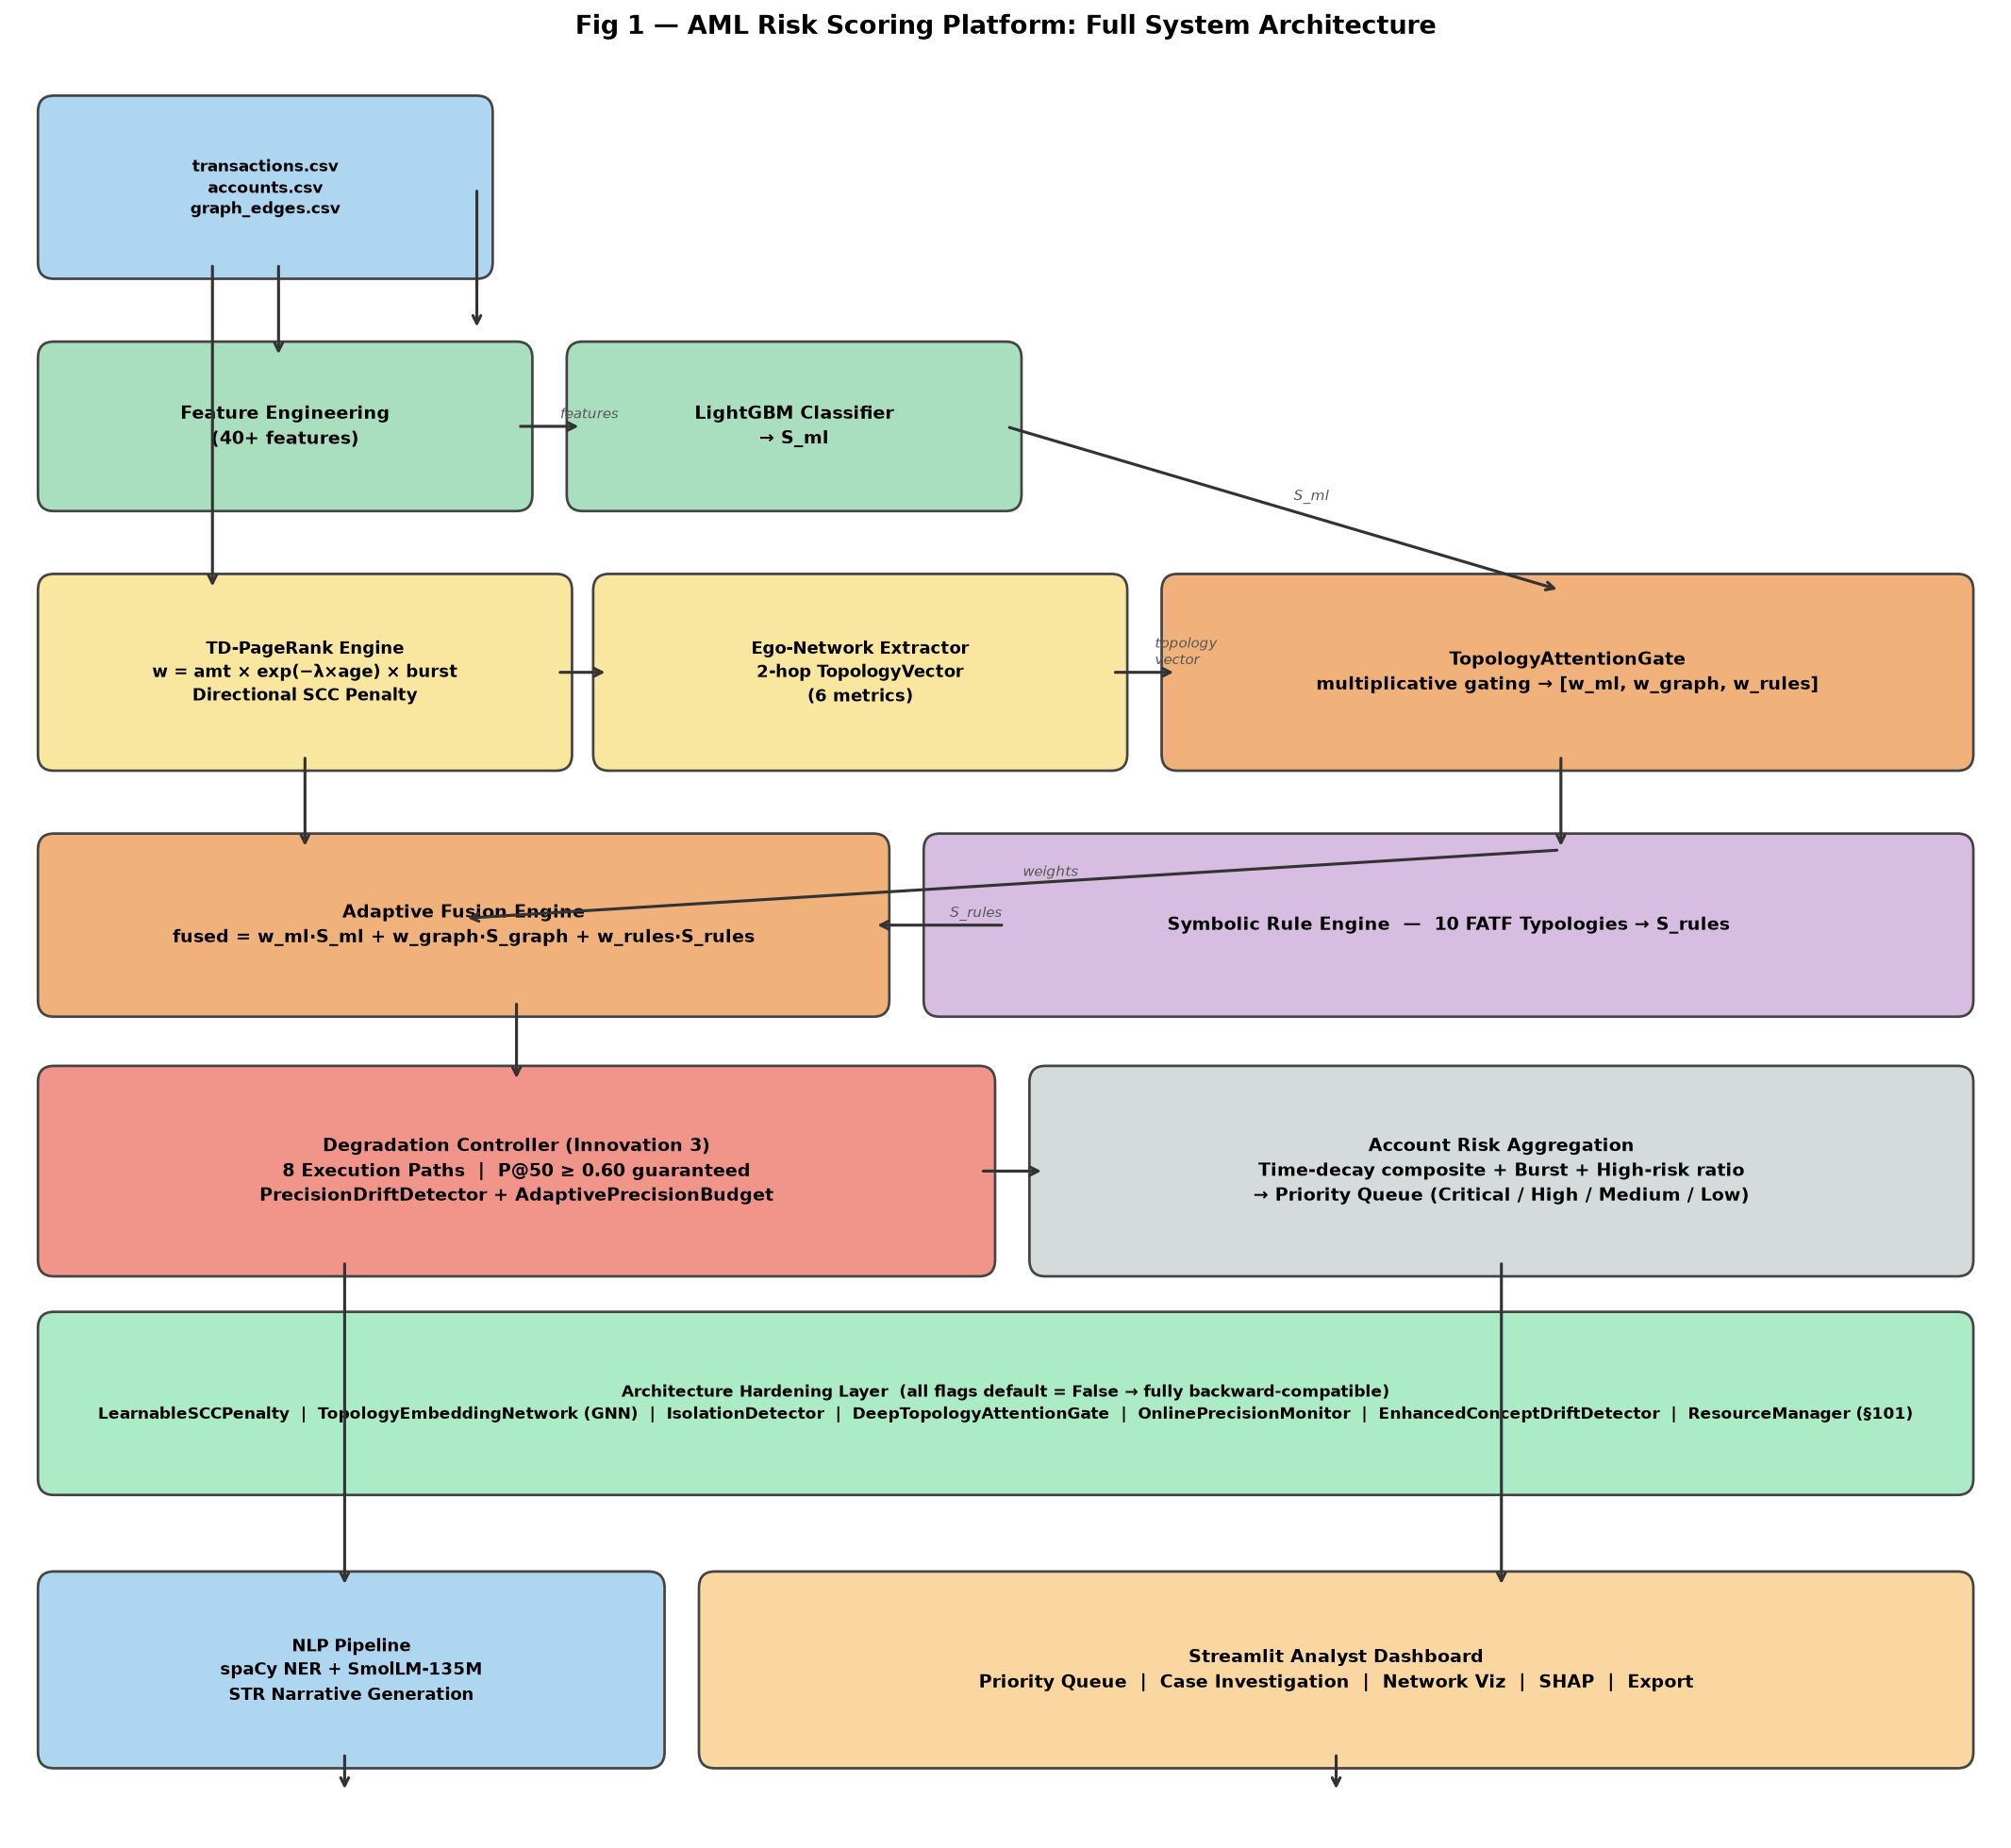 Fig 1 — AML Risk Scoring Platform: Full System Architecture
transactions.csv
accounts.csv
graph_edges.csv
Feature Engineering
(40+ features)
features
LightGBM Classifier
→ S_ml
S_ml
TD-PageRank Engine
w = amt × exp(−λ×age) × burst
Directional SCC Penalty
Ego-Network Extractor
2-hop TopologyVector
(6 metrics)
topology
vector
TopologyAttentionGate
multiplicative gating → [w_ml, w_graph, w_rules]
Adaptive Fusion Engine
fused = w_ml·S_ml + w_graph·S_graph + w_rules·S_rules
weights
S_rules
Symbolic Rule Engine — 10 FATF Typologies → S_rules
Degradation Controller (Innovation 3)
8 Execution Paths | P@50 ≥ 0.60 guaranteed
PrecisionDriftDetector + AdaptivePrecisionBudget
Account Risk Aggregation
Time-decay composite + Burst + High-risk ratio
→ Priority Queue (Critical / High / Medium / Low)
Architecture Hardening Layer (all flags default = False → fully backward-compatible)
LearnableSCCPenalty | TopologyEmbeddingNetwork (GNN) | IsolationDetector | DeepTopologyAttentionGate | OnlinePrecisionMonitor | EnhancedConceptDriftDetector | ResourceManager (§101)
NLP Pipeline
spaCy NER + SmolLM-135M
STR Narrative Generation
Streamlit Analyst Dashboard
Priority Queue | Case Investigation | Network Viz | SHAP | Export